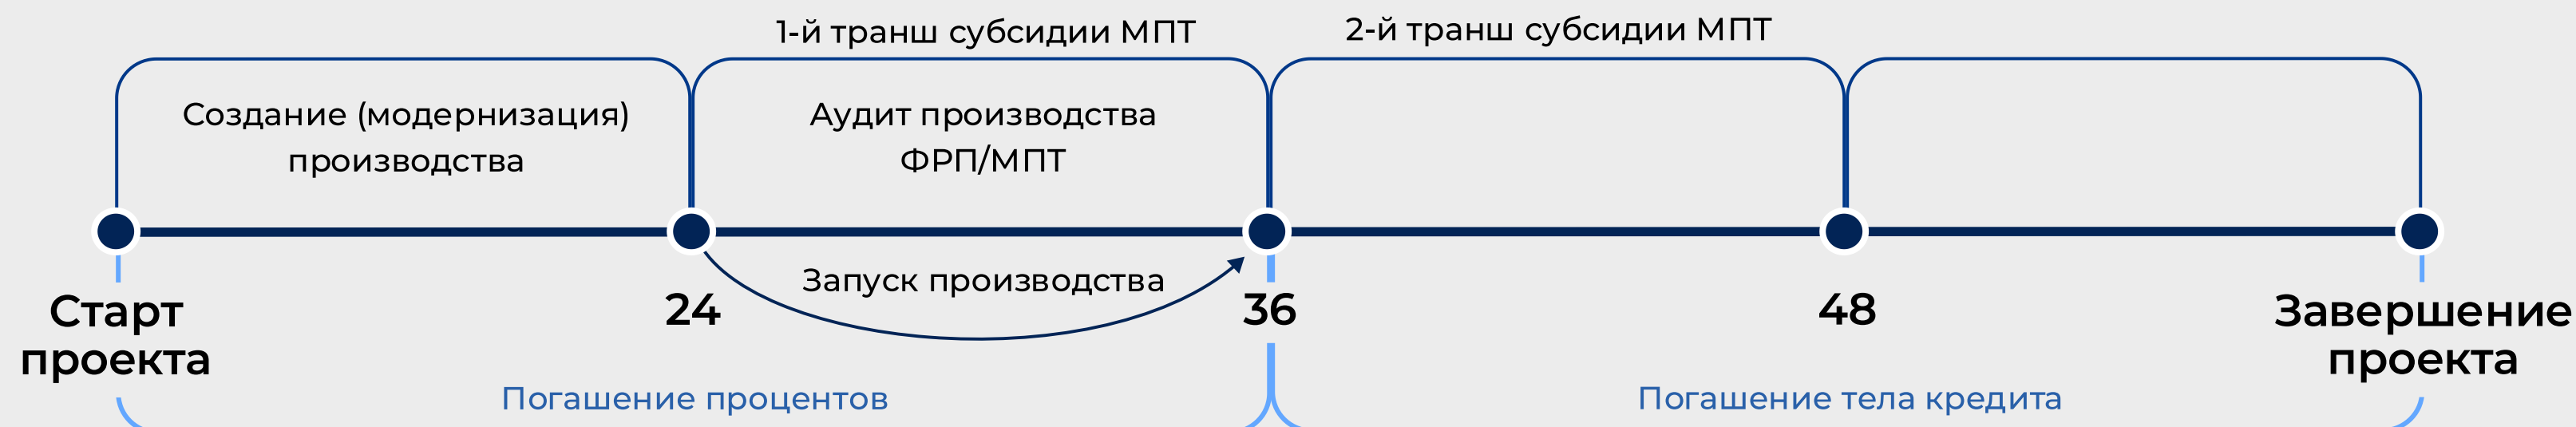 1-й транш субсидии МПТ
2-й транш субсидии МПТ
Создание (модернизация)
производства
Аудит производства
ФРП/МПТ
Запуск производства
Старт
проекта
24
36
48
Завершение
проекта
Погашение процентов
Погашение тела кредита